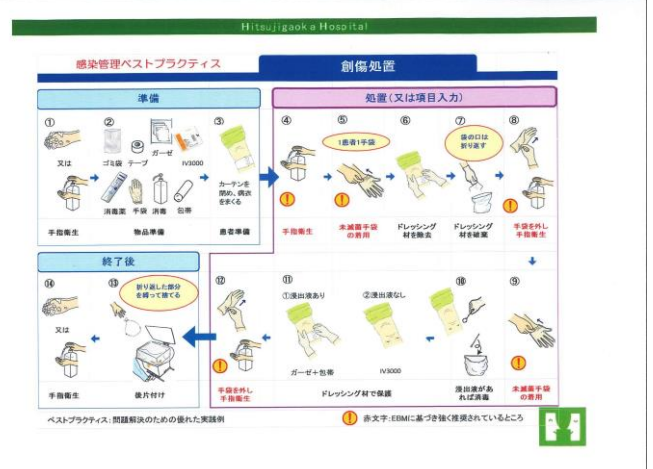 Hitsujigaoka Hospital
感染管理ベストプラクティス
創傷処置
準備
処置(又は項目入力)
①
又は
手指衛生
②
ゴミ袋 テープ ガーゼ IV3000
消毒薬 手袋 消毒 包帯
物品準備
③
カーテンを
閉め、病衣
をまくる
患者準備
④
手指衛生
⑤
1患者1手袋
未滅菌手袋
の着用
⑥
ドレッシング
材を除去
⑦
袋の口は
折り返す
ドレッシング
材を破棄
⑧
手袋を外し
手指衛生
⑨
未滅菌手袋
の着用
⑩
浸出液があ
れば消毒
⑪
①浸出液あり
②浸出液なし
ガーゼ+包帯
IV3000
ドレッシング材で保護
⑫
手袋を外し
手指衛生
終了後
⑬
折り返した部分
を縛って捨てる
後片付け
⑭
又は
手指衛生
ベストプラクティス:問題解決のための優れた実践例
赤文字:EBMに基づき強く推奨されているところ